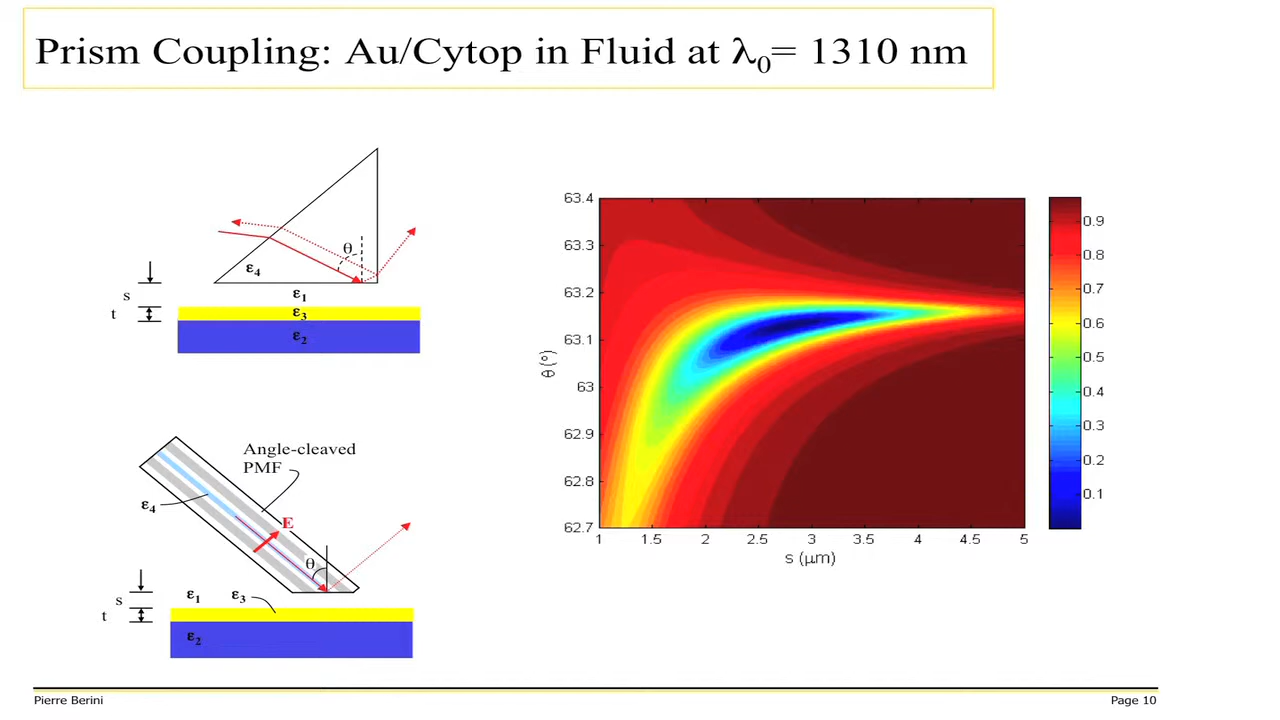 Prism Coupling: Au/Cytop in Fluid at λ0= 1310 nm
θ
ε4
s
ε1
t
ε3
ε2
63.4
63.3
63.2
63.1
63
62.9
62.8
62.7
θ (º)
1
1.5
2
2.5
3
3.5
4
4.5
5
s (μm)
0.9
0.8
0.7
0.6
0.5
0.4
0.3
0.2
0.1
Angle-cleaved
PMF
ε4
E
θ
s
ε1
ε3
t
ε2
Pierre Berini
Page 10